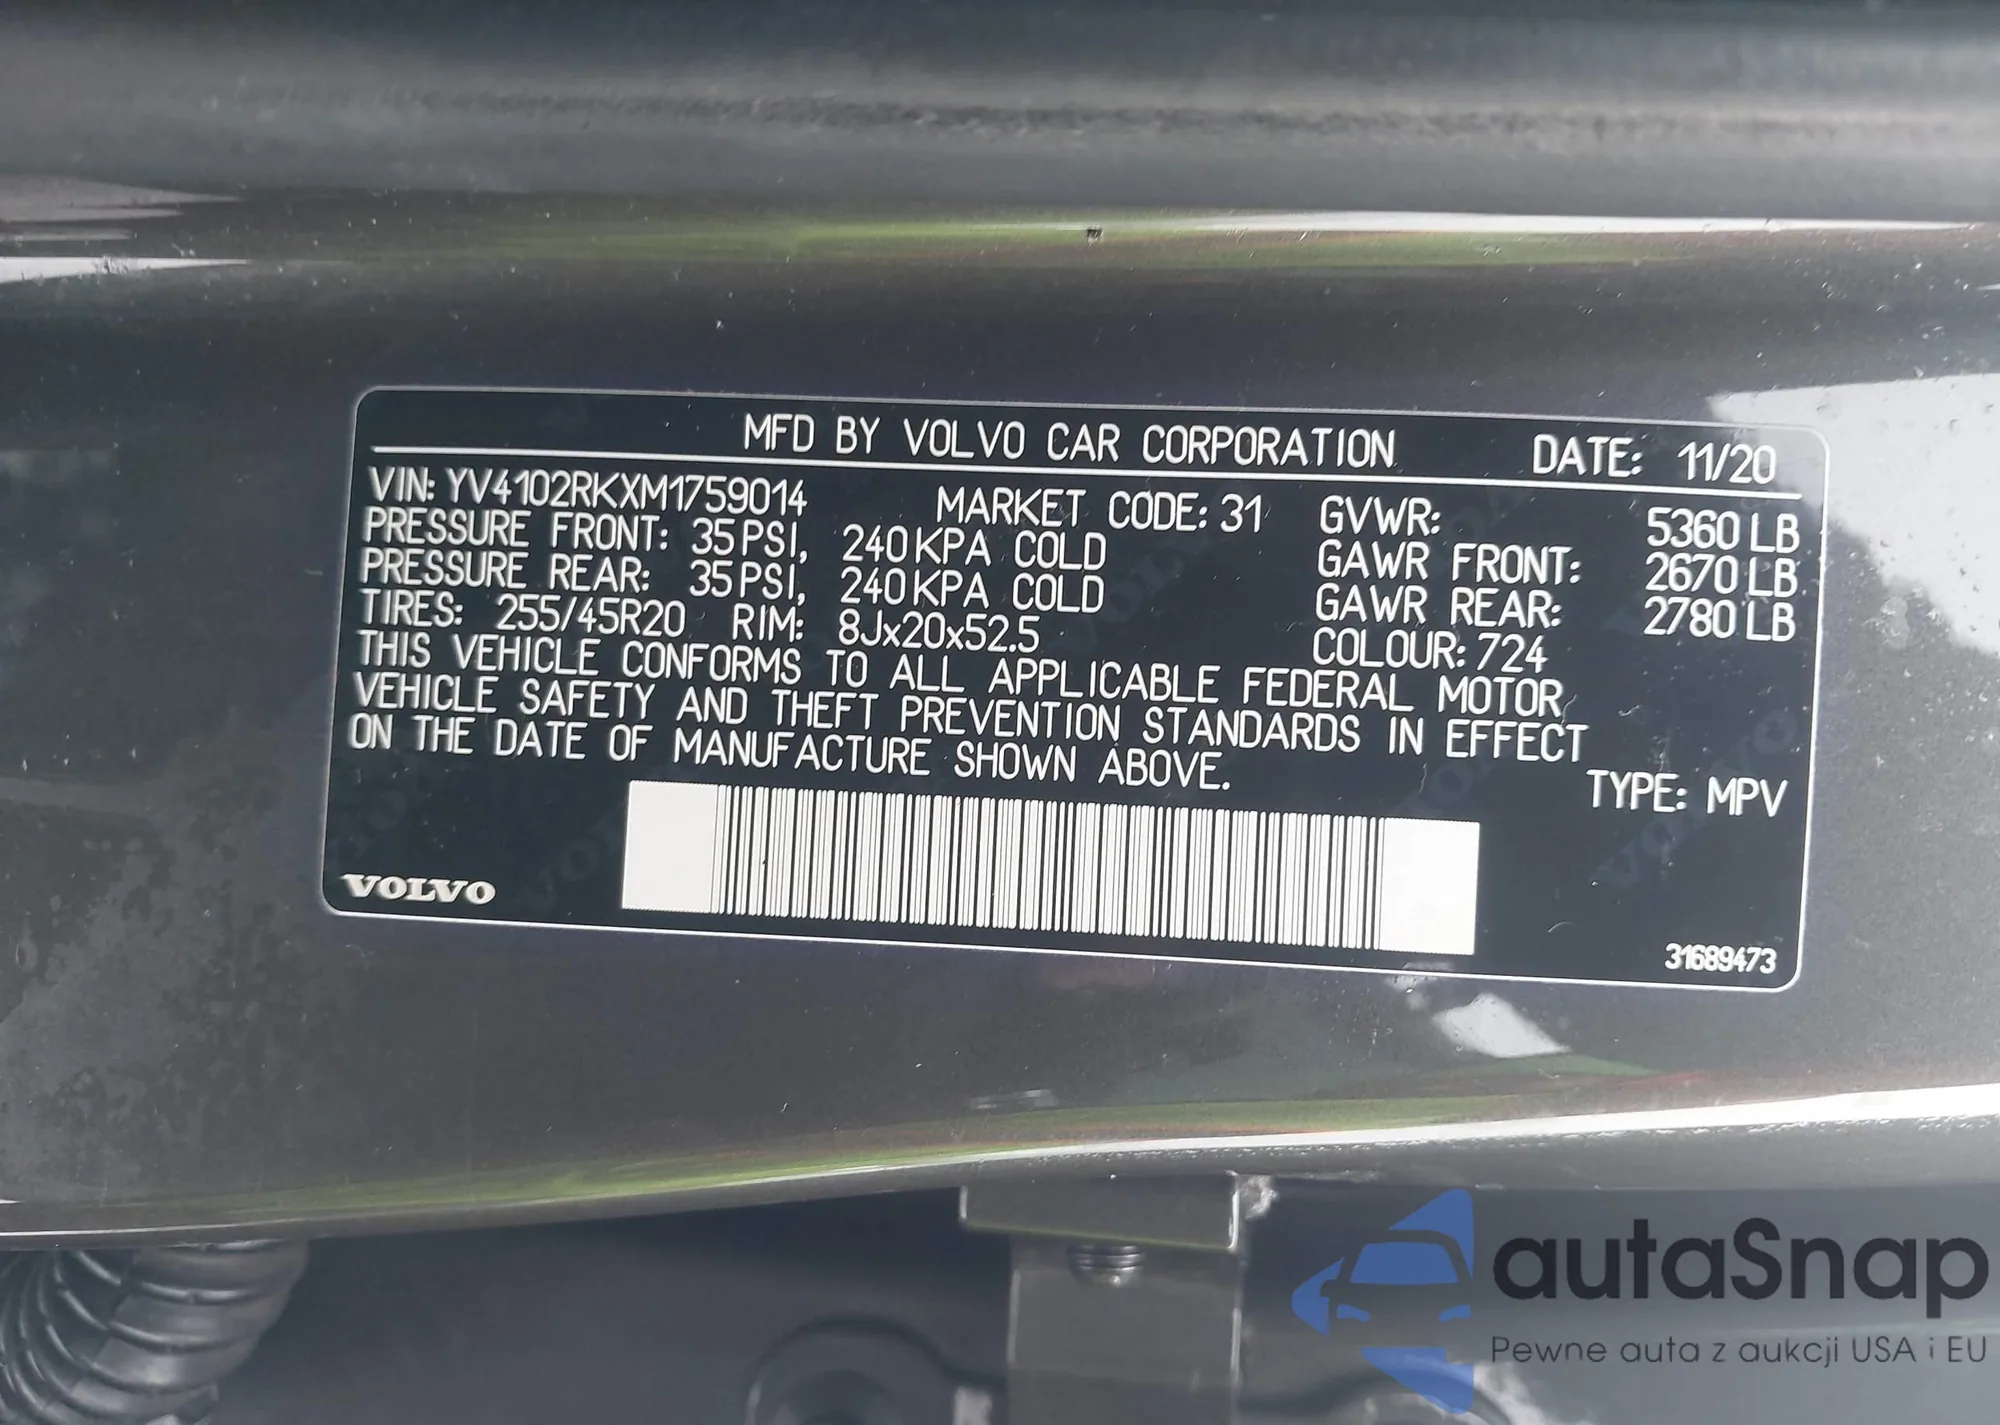 MFD BY VOLVO CAR CORPORATION DATE: 11/20
VIN: YV4102RKXM1759014 MARKET CODE: 31 GVWR: 5360 LB
PRESSURE FRONT: 35 PSI, 240 KPA COLD GAWR FRONT: 2670 LB
PRESSURE REAR: 35 PSI, 240 KPA COLD GAWR REAR: 2780 LB
TIRES: 255/45R20 RIM: 8Jx20x52.5 COLOUR: 724
THIS VEHICLE CONFORMS TO ALL APPLICABLE FEDERAL MOTOR
VEHICLE SAFETY AND THEFT PREVENTION STANDARDS IN EFFECT
ON THE DATE OF MANUFACTURE SHOWN ABOVE.
TYPE: MPV
VOLVO
31689473
autaSnap
Pewne auta z aukcji USA i EU